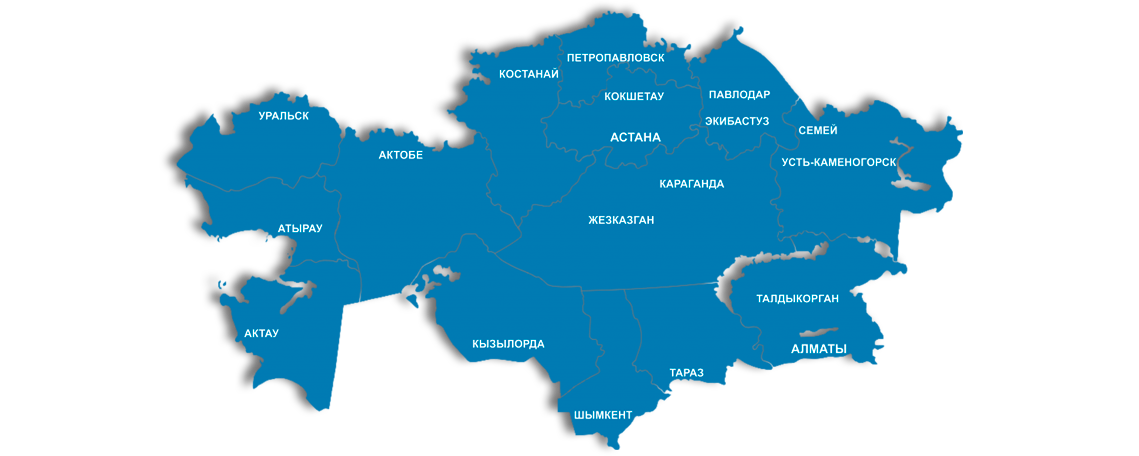 ПЕТРОПАВЛОВСК
КОСТАНАЙ
КОКШЕТАУ
ПАВЛОДАР
УРАЛЬСК
ЭКИБАСТУЗ
СЕМЕЙ
АСТАНА
АКТОБЕ
УСТЬ-КАМЕНОГОРСК
КАРАГАНДА
ЖЕЗКАЗГАН
АТЫРАУ
ТАЛДЫКОРГАН
АКТАУ
КЫЗЫЛОРДА
АЛМАТЫ
ТАРАЗ
ШЫМКЕНТ